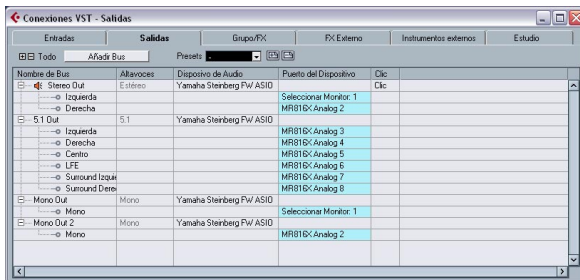 Conexiones VST - Salidas
Entradas Salidas Grupo/FX FX Externo Instrumentos externos Estudio
Todo Añadir Bus Presets -
Nombre de Bus Altavoces Disposivo de Audio Puerto del Dispositivo Clic
Stereo Out Estéreo Yamaha Steinberg FW ASIO Clic
Izquierda Seleccionar Monitor: 1
Derecha MR816X Analog 2
5.1 Out 5.1 Yamaha Steinberg FW ASIO
Izquierda MR816X Analog 3
Derecha MR816X Analog 4
Centro MR816X Analog 5
LFE MR816X Analog 6
Surround Izquie MR816X Analog 7
Surround Dere MR816X Analog 8
Mono Out Mono Yamaha Steinberg FW ASIO
Mono Seleccionar Monitor: 1
Mono Out 2 Mono Yamaha Steinberg FW ASIO
Mono MR816X Analog 2